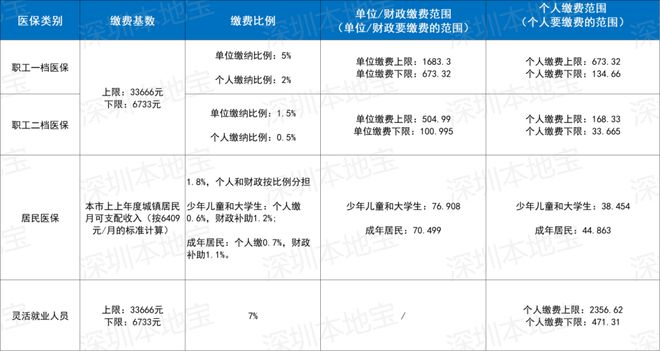 医保类别
缴费基数
缴费比例
单位/财政缴费范围
（单位/财政要缴费的范围）
个人缴费范围
（个人要缴费的范围）
职工一档医保
上限：33666元
下限：6733元
单位缴纳比例：5%
个人缴纳比例：2%
单位缴费上限：1683.3
单位缴费下限：673.32
个人缴费上限：673.32
个人缴费下限：134.66
职工二档医保
单位缴纳比例：1.5%
个人缴纳比例：0.5%
单位缴费上限：504.99
单位缴费下限：100.995
个人缴费上限：168.33
个人缴费下限：33.665
居民医保
本市上上年度城镇居民
月可支配收入（按6409
元/月的标准计算）
1.8%，个人和财政按比例分担
少年儿童和大学生：个人缴
0.6%，财政补助1.2%;
成年居民：个人缴0.7%，财政
补助1.1%。
少年儿童和大学生：76.908
成年居民：70.499
少年儿童和大学生：38.454
成年居民：44.863
灵活就业人员
上限：33666元
下限：6733元
7%
/
个人缴费上限：2356.62
个人缴费下限：471.31
深圳本地宝